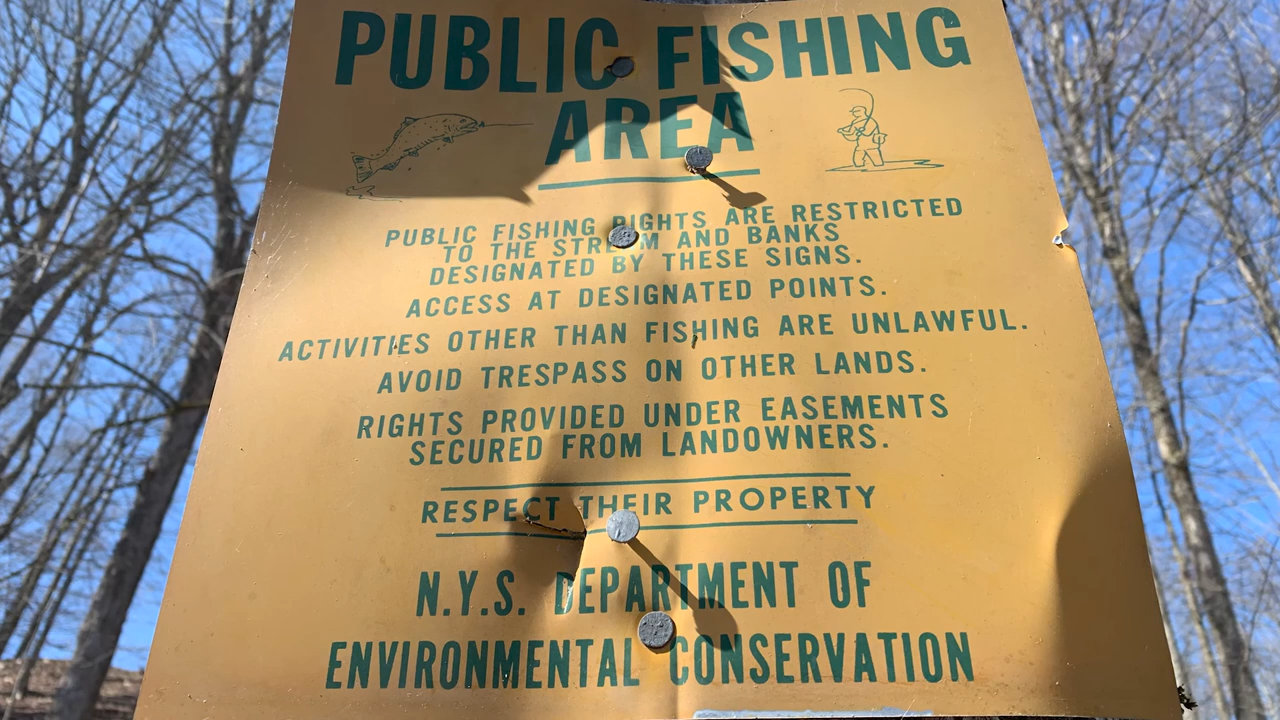 PUBLIC FISHING
AREA
PUBLIC FISHING RIGHTS ARE RESTRICTED
TO THE STREAM AND BANKS
DESIGNATED BY THESE SIGNS.
ACCESS AT DESIGNATED POINTS.
ACTIVITIES OTHER THAN FISHING ARE UNLAWFUL.
AVOID TRESPASS ON OTHER LANDS.
RIGHTS PROVIDED UNDER EASEMENTS
SECURED FROM LANDOWNERS.
RESPECT THEIR PROPERTY
N.Y.S. DEPARTMENT OF
ENVIRONMENTAL CONSERVATION